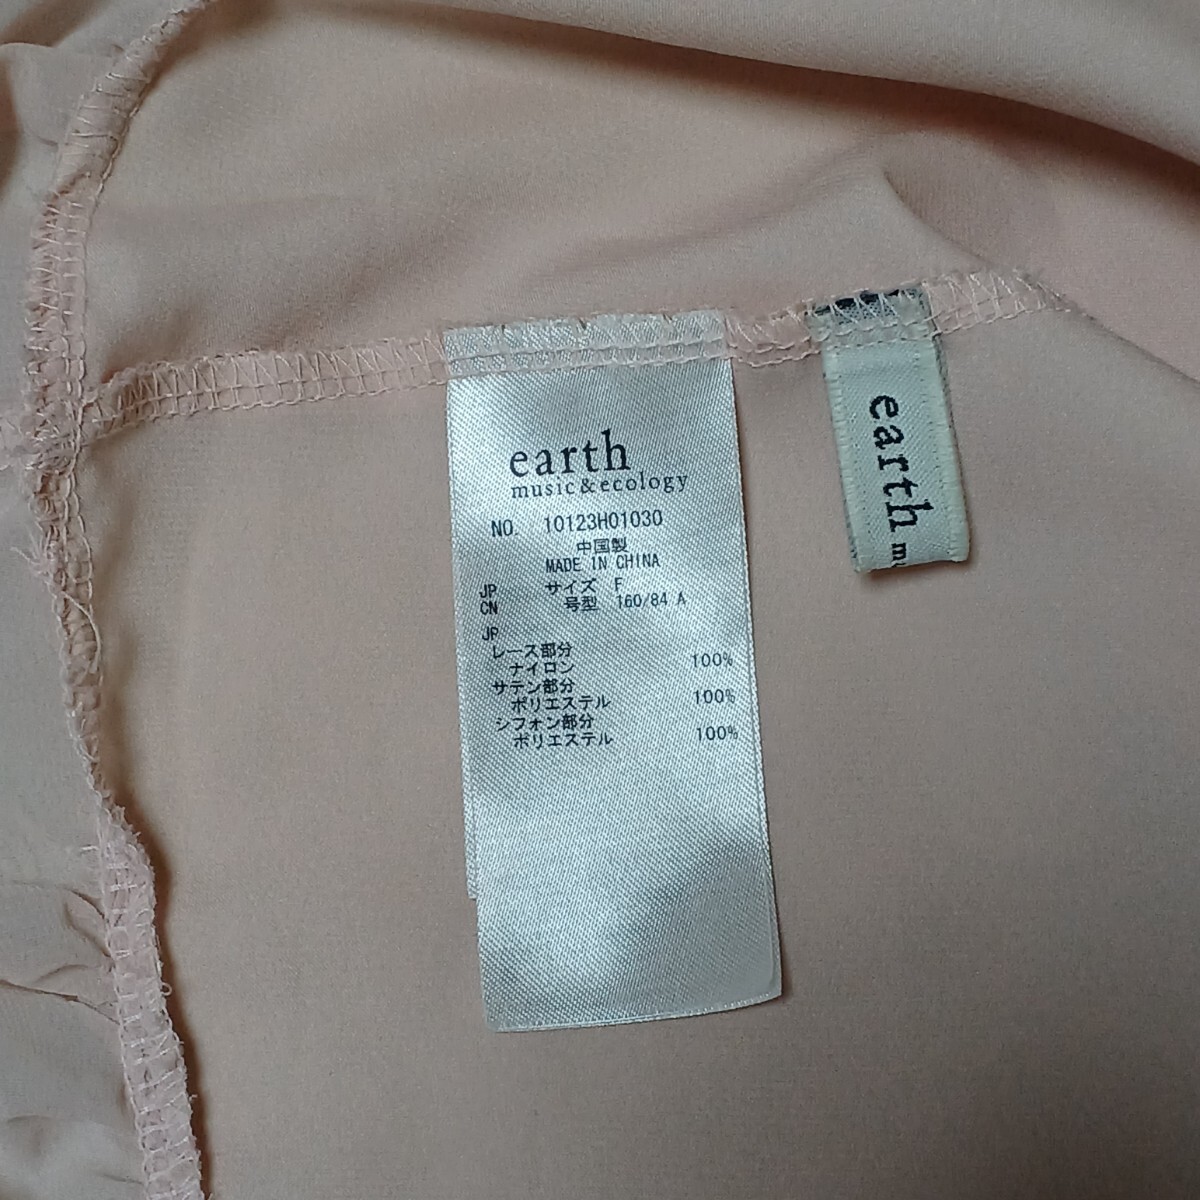 earth
music&ecology
NO. 10123H01030
中国製
MADE IN CHINA
JP サイズ F
CN 号型 160/84 A
JP
レース部分
ナイロン 100%
サテン部分
ポリエステル 100%
シフォン部分
ポリエステル 100%
earth mu